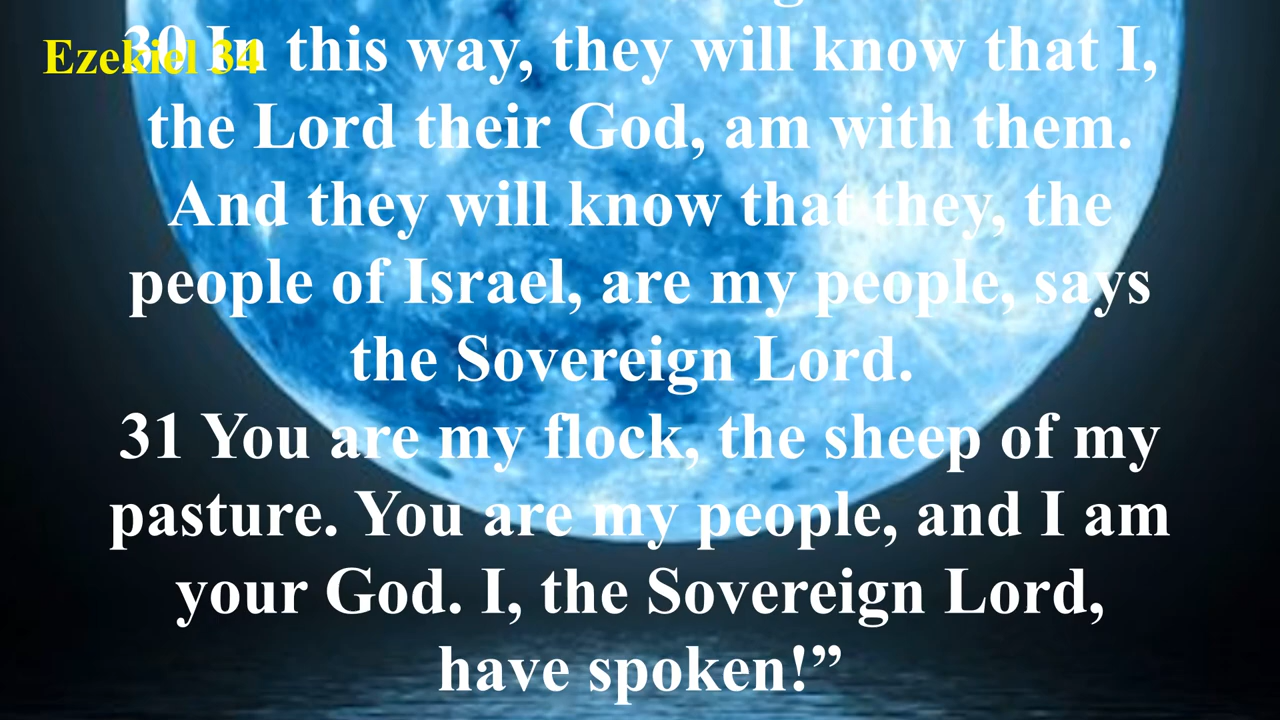 Ezekiel 34
30 In this way, they will know that I,
the Lord their God, am with them.
And they will know that they, the
people of Israel, are my people, says
the Sovereign Lord.
31 You are my flock, the sheep of my
pasture. You are my people, and I am
your God. I, the Sovereign Lord,
have spoken!”